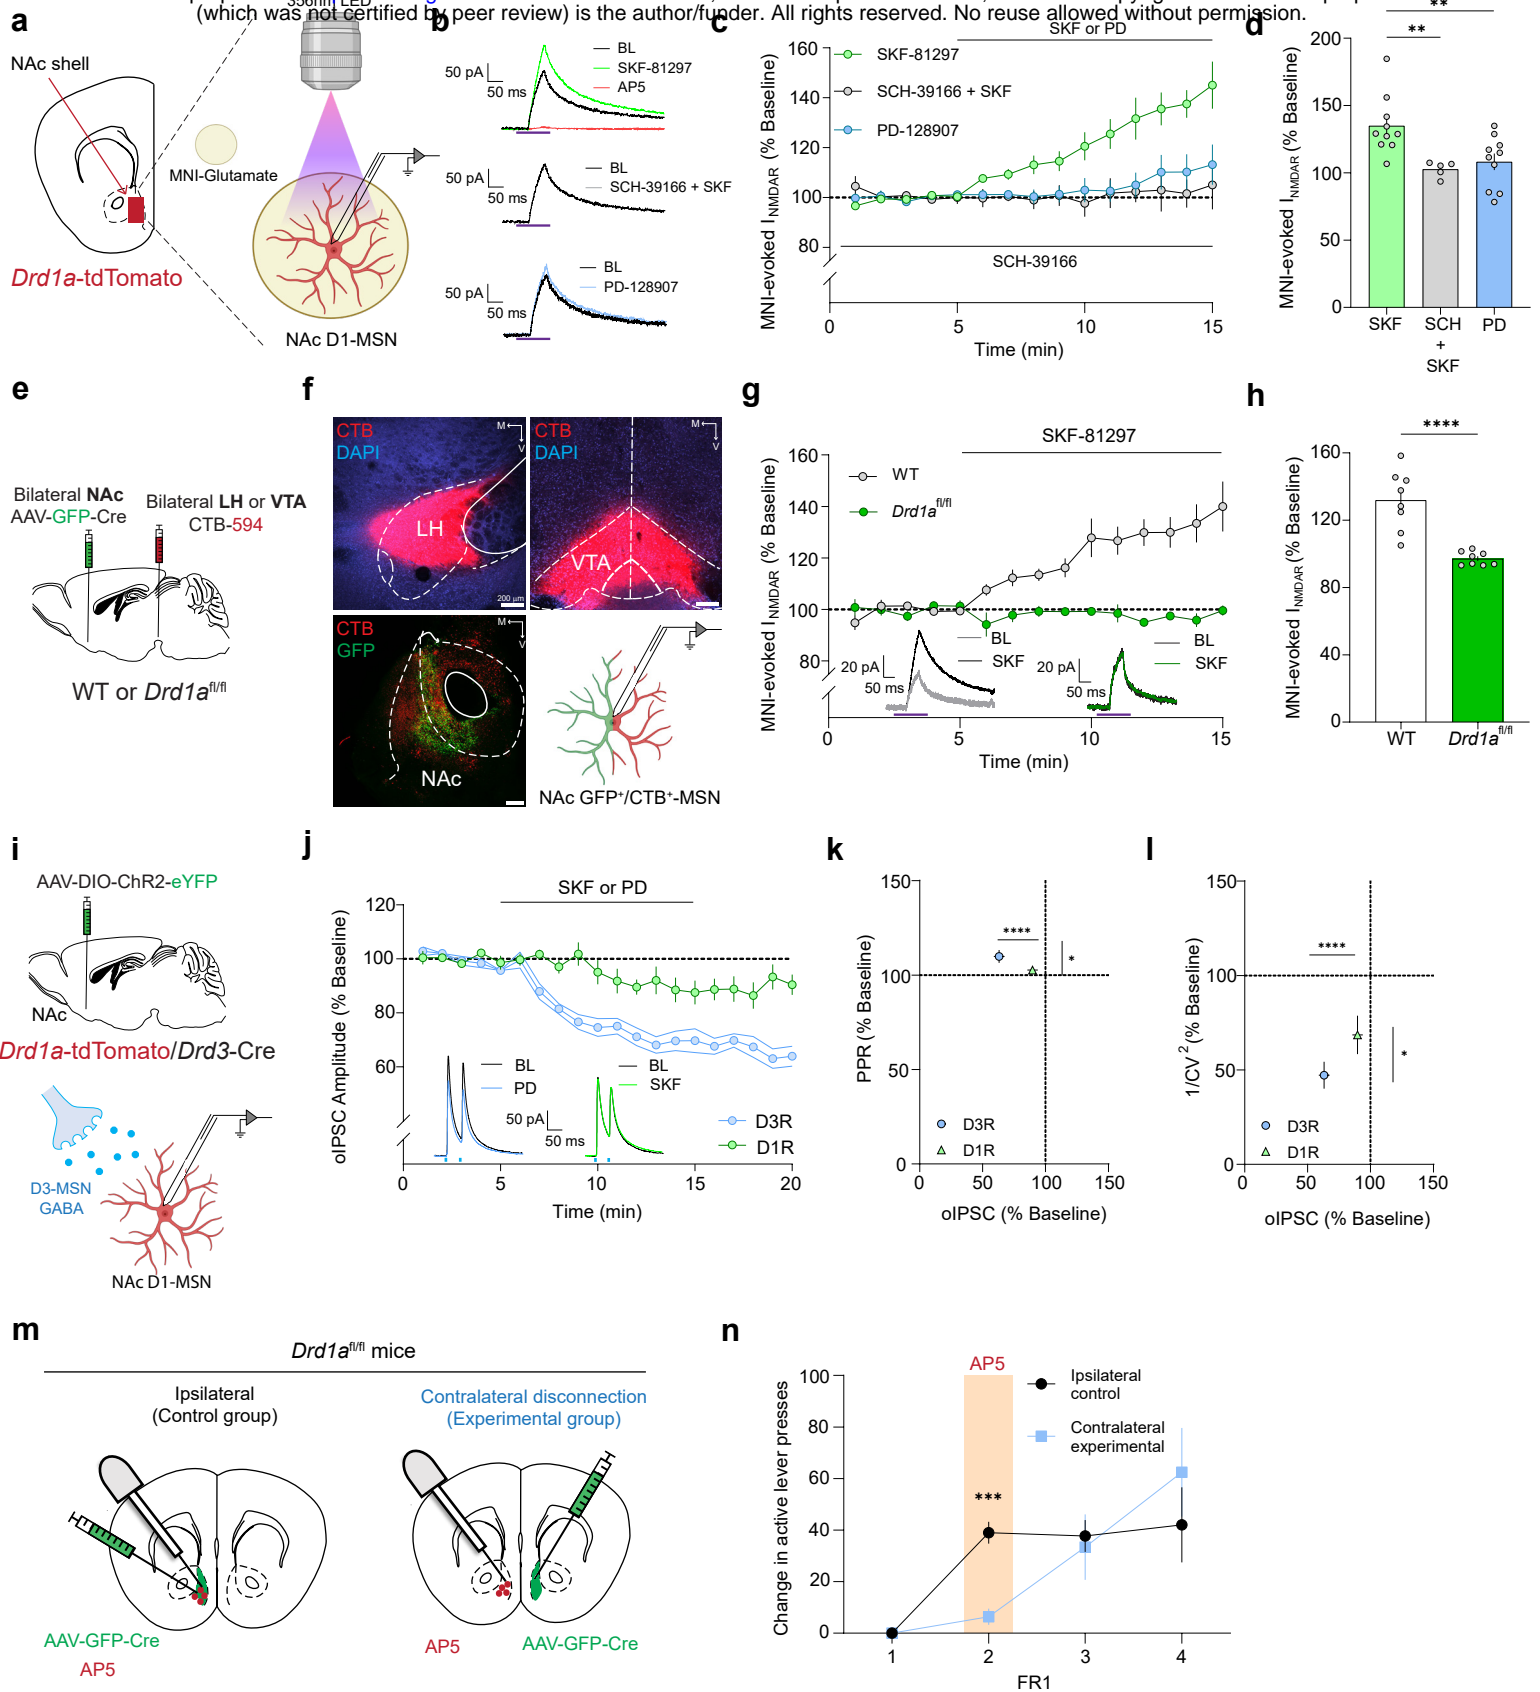 (which was not certified by peer review) is the author/funder. All rights reserved. No reuse allowed without permission.
a
NAc shell
MNI-Glutamate
Drd1a-tdTomato
NAc D1-MSN
b
BL
SKF-81297
AP5
50 pA
50 ms
BL
SCH-39166 + SKF
50 pA
50 ms
BL
PD-128907
50 pA
50 ms
c
SKF or PD
SKF-81297
SCH-39166 + SKF
PD-128907
SCH-39166
MNI-evoked INMDAR (% Baseline)
160
140
120
100
80
0
5
10
15
Time (min)
d
**
**
MNI-evoked INMDAR (% Baseline)
200
150
100
50
0
SKF
SCH
+
SKF
PD
e
Bilateral NAc
AAV-GFP-Cre
Bilateral LH or VTA
CTB-594
WT or Drd1afl/fl
f
CTB
DAPI
M
V
LH
200 µm
CTB
DAPI
M
V
VTA
CTB
GFP
M
V
NAc
NAc GFP+/CTB+-MSN
g
SKF-81297
WT
Drd1afl/fl
MNI-evoked INMDAR (% Baseline)
160
140
120
100
80
20 pA
50 ms
BL
SKF
20 pA
50 ms
BL
SKF
0
5
10
15
Time (min)
h
****
MNI-evoked INMDAR (% Baseline)
160
120
80
40
0
WT
Drd1afl/fl
i
AAV-DIO-ChR2-eYFP
NAc
Drd1a-tdTomato/Drd3-Cre
D3-MSN
GABA
NAc D1-MSN
j
SKF or PD
oIPSC Amplitude (% Baseline)
120
100
80
60
BL
PD
BL
SKF
50 pA
50 ms
D3R
D1R
0
5
10
15
20
Time (min)
k
PPR (% Baseline)
150
100
50
0
****
*
D3R
D1R
0
50
100
150
oIPSC (% Baseline)
l
1/CV 2 (% Baseline)
150
100
50
0
****
*
D3R
D1R
0
50
100
150
oIPSC (% Baseline)
m
Drd1afl/fl mice
Ipsilateral
(Control group)
Contralateral disconnection
(Experimental group)
AAV-GFP-Cre
AP5
AP5
AAV-GFP-Cre
n
AP5
Ipsilateral
control
Contralateral
experimental
***
Change in active lever presses
100
80
60
40
20
0
1
2
3
4
FR1